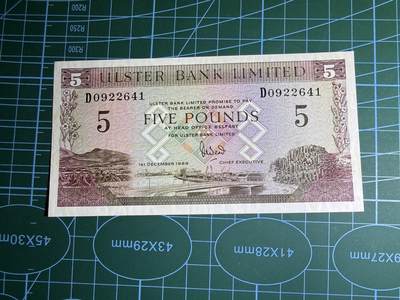 R250
R300
5 ULSTER BANK LIMITED 5
D0922641 D0922641
ULSTER BANK LIMITED PROMISE TO PAY
THE BEARER ON DEMAND
5 FIVE POUNDS 5
AT HEAD OFFICE, BELFAST
FOR ULSTER BANK LIMITED
1ST DECEMBER 1989 CHIEF EXECUTIVE
45X30mm
43X29mm
41X28mm
39X27mm